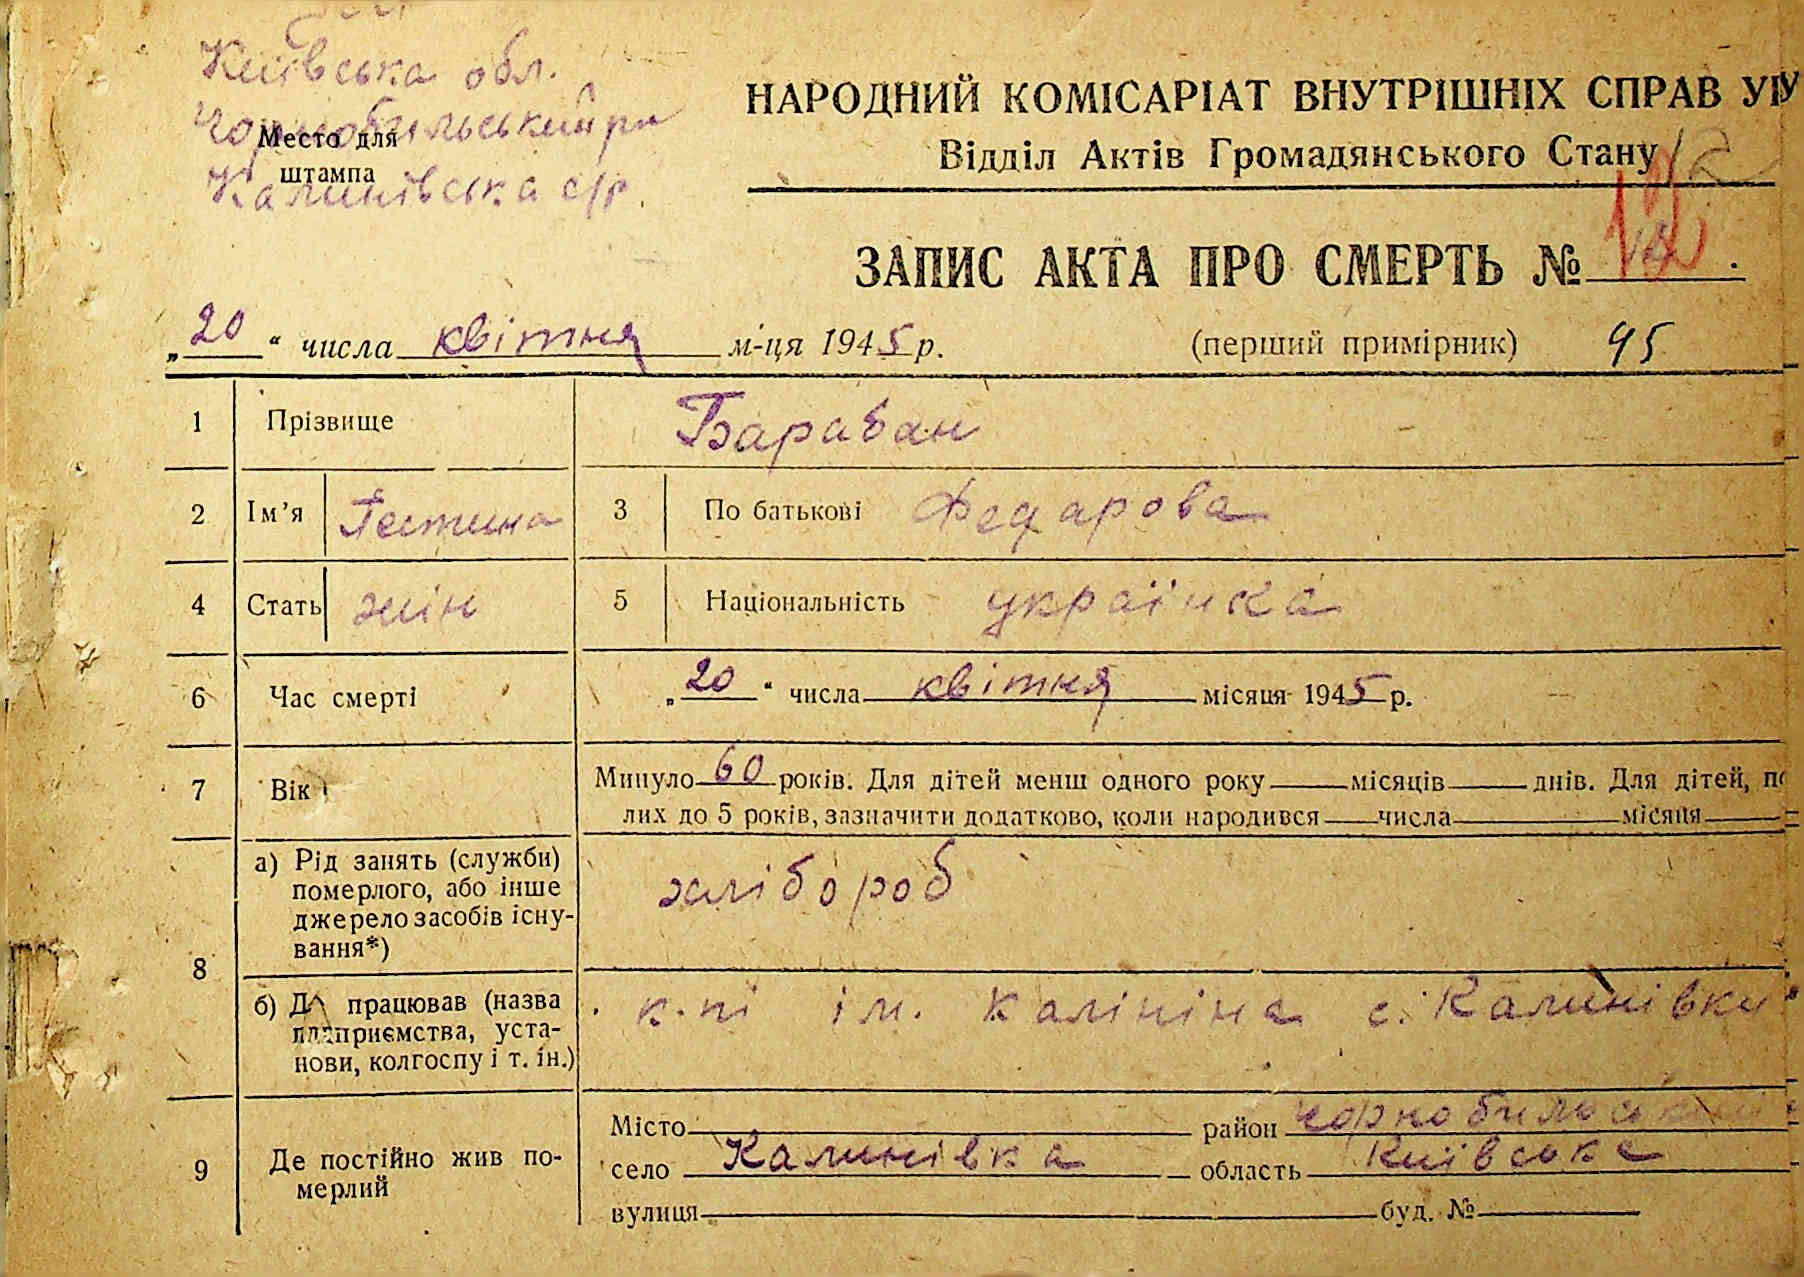 Київська обл.
Чорнобильський р-н
Место для
штампа
Калинівська с/р
НАРОДНИЙ КОМІСАРІАТ ВНУТРІШНІХ СПРАВ
Відділ Актів Громадянського Стану
12
ЗАПИС АКТА ПРО СМЕРТЬ № 12
„20“ числа квітня м-ця 1945 р. (перший примірник) 45
1 Прізвище Барабан
2 Ім’я 3 По батькові Федарова
4 Стать жін 5 Національність українка
6 Час смерті „20“ числа квітня місяця 1945 р.
7 Вік Минуло 60 років. Для дітей менш одного року місяців днів. Для дітей,
лих до 5 років, зазначити додатково, коли народився числа місяця
8 а) Рід занять (служби)
померлого, або інше
джерело засобів існу-
вання*)
хлібороб
б) Де працював (назва
підприємства, уста-
нови, колгоспу і т. ін.)
ім. Калініна с. Калинівки
9 Де постійно жив по-
мерлий
Місто район Чорнобильський
село Калинівка область Київська
вулиця буд. №